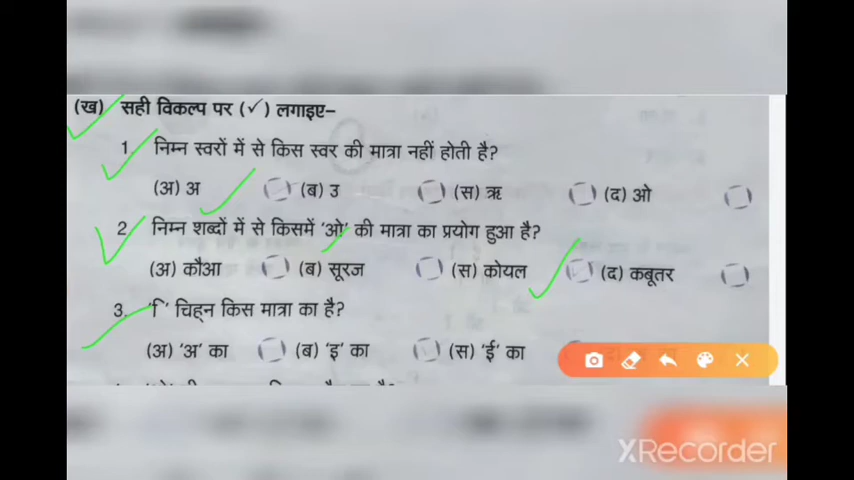 (ख) सही विकल्प पर (✓) लगाइए–
1. निम्न स्वरों में से किस स्वर की मात्रा नहीं होती है?
(अ) अ (ब) उ (स) ऋ (द) ओ
2. निम्न शब्दों में से किसमें 'ओ' की मात्रा का प्रयोग हुआ है?
(अ) कौआ (ब) सूरज (स) कोयल (द) कबूतर
3. 'ि' चिह्न किस मात्रा का है?
(अ) 'अ' का (ब) 'इ' का (स) 'ई' का
XRecorder